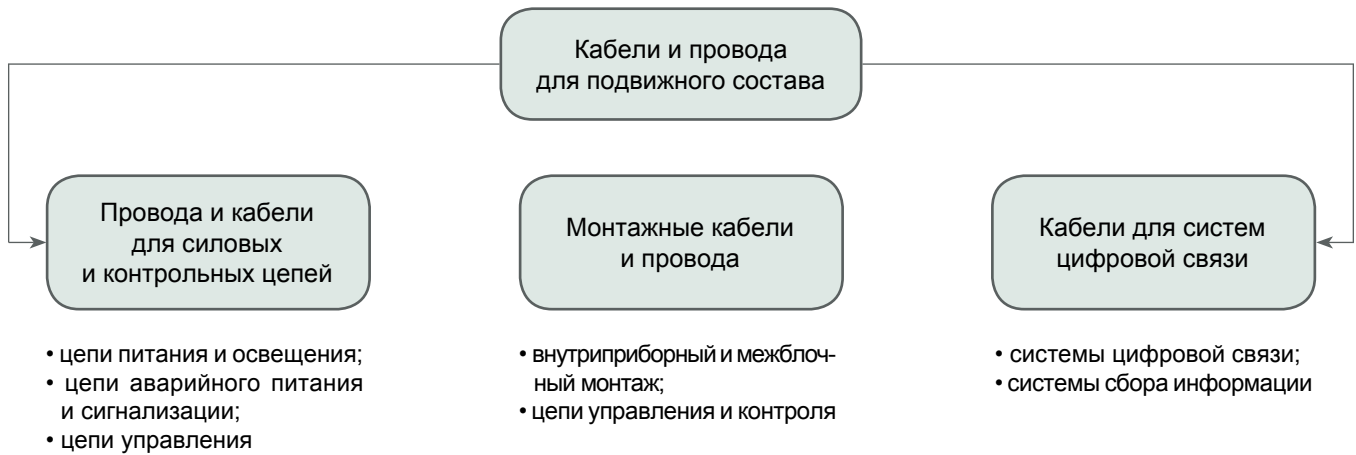 Кабели и провода
для подвижного состава
Провода и кабели
для силовых
и контрольных цепей
Монтажные кабели
и провода
Кабели для систем
цифровой связи
• цепи питания и освещения;
• цепи аварийного питания
и сигнализации;
• цепи управления
• внутриприборный и межблоч-
ный монтаж;
• цепи управления и контроля
• системы цифровой связи;
• системы сбора информации